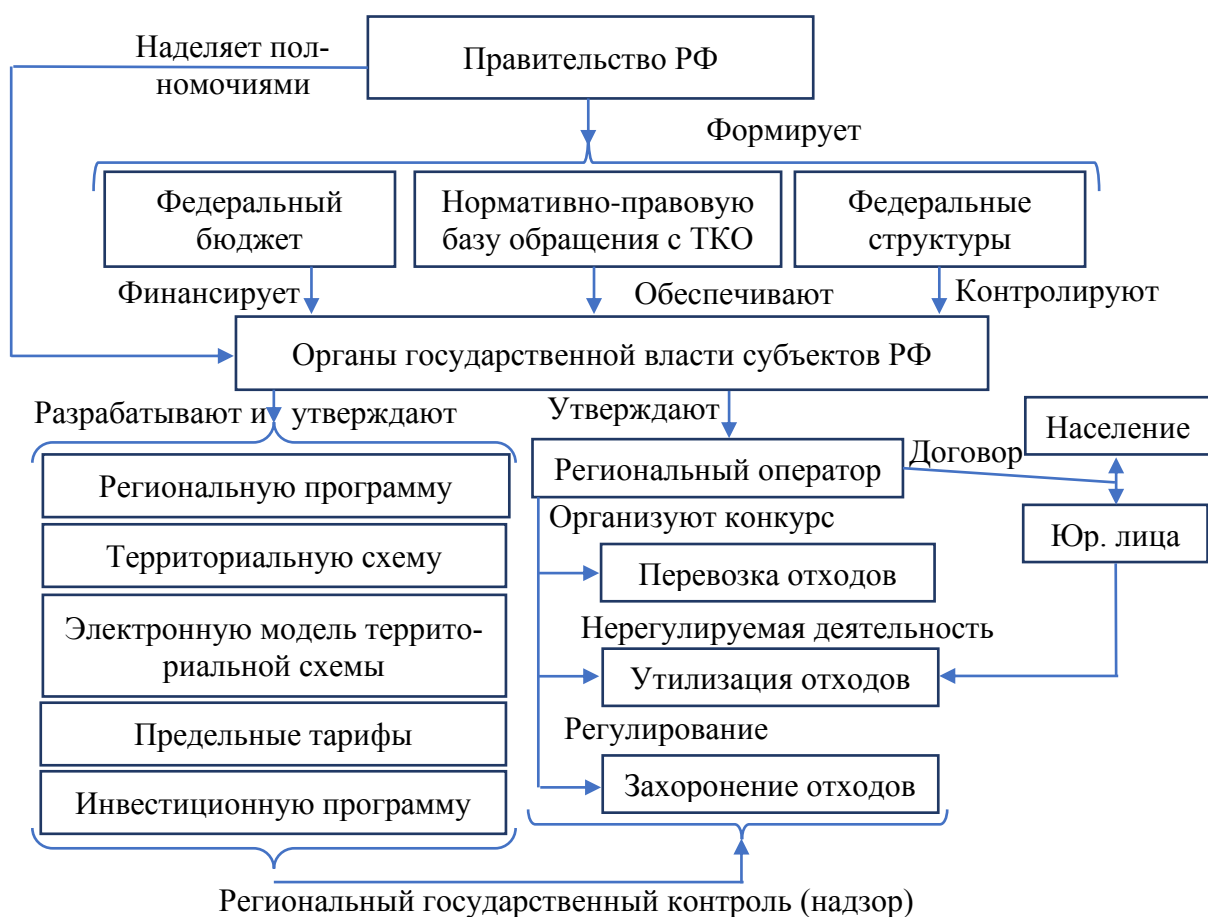 Наделяет пол-
номочиями
Правительство РФ
Формирует
Федеральный
бюджет
Нормативно-правовую
базу обращения с ТКО
Федеральные
структуры
Финансирует
Обеспечивают
Контролируют
Органы государственной власти субъектов РФ
Разрабатывают и утверждают
Утверждают
Региональную программу
Территориальную схему
Электронную модель террито-
риальной схемы
Предельные тарифы
Инвестиционную программу
Региональный оператор
Договор
Население
Юр. лица
Организуют конкурс
Перевозка отходов
Нерегулируемая деятельность
Утилизация отходов
Регулирование
Захоронение отходов
Региональный государственный контроль (надзор)